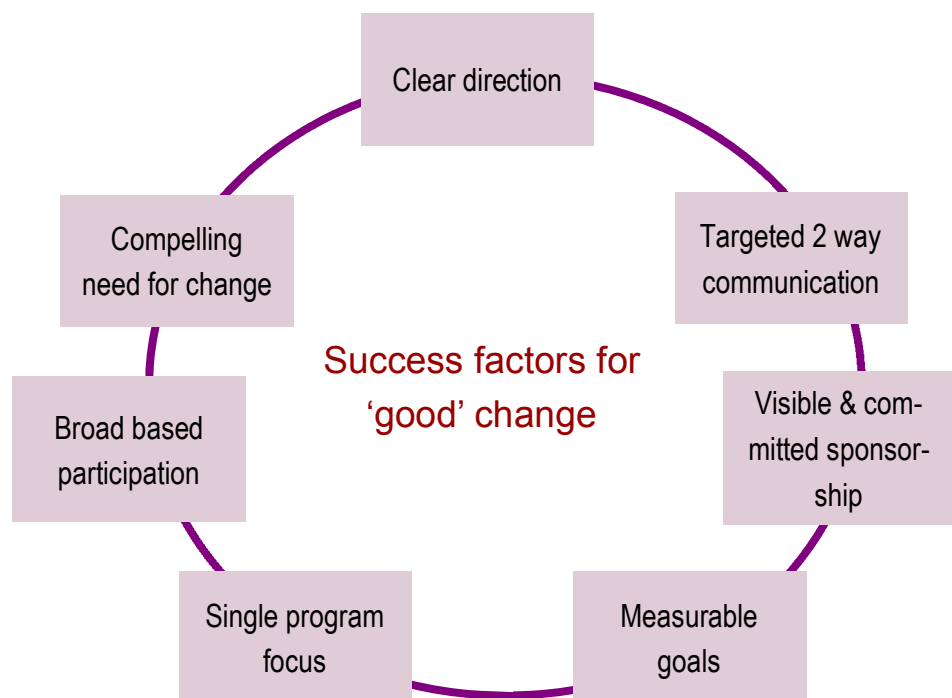 Clear direction
Compelling
need for change
Targeted 2 way
communication
Success factors for
‘good’ change
Broad based
participation
Visible & com-
mitted sponsor-
ship
Single program
focus
Measurable
goals